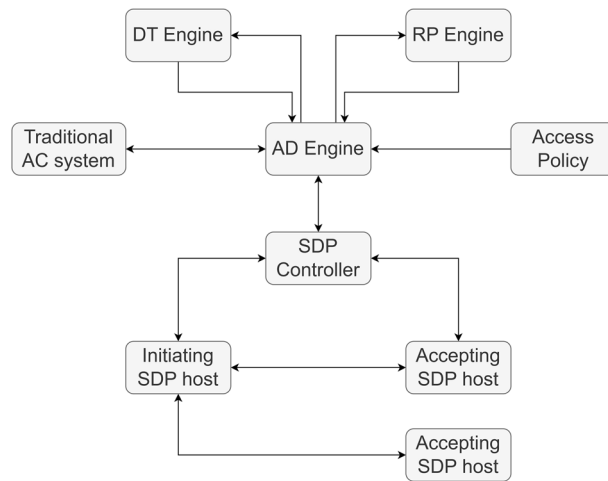 DT Engine
RP Engine
Traditional
AC system
AD Engine
Access
Policy
SDP
Controller
Initiating
SDP host
Accepting
SDP host
Accepting
SDP host